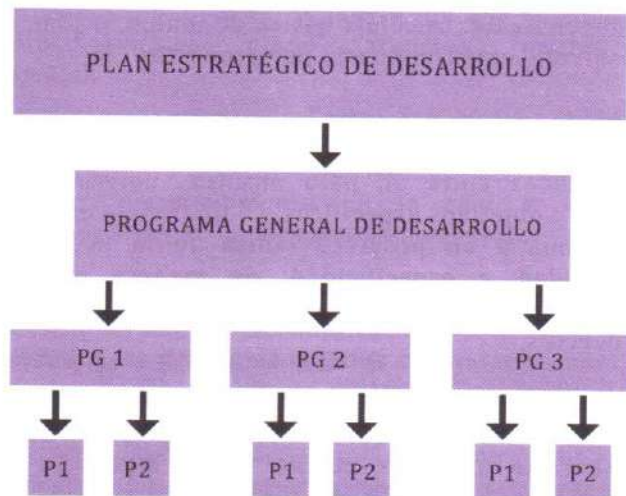 PLAN ESTRATÉGICO DE DESARROLLO
PROGRAMA GENERAL DE DESARROLLO
PG 1 PG 2 PG 3
P1 P2 P1 P2 P1 P2